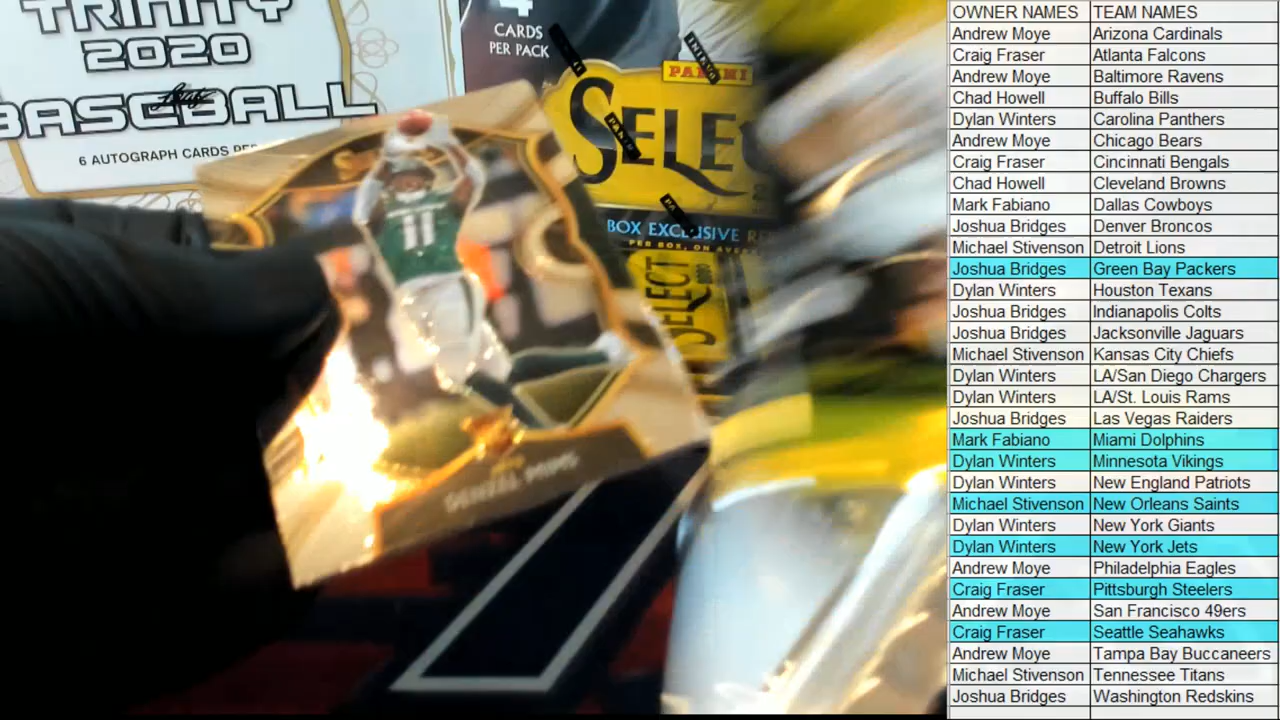 TRINITY
2020
BASEBALL
6 AUTOGRAPH CARDS PE
4
CARDS
PER PACK
PANINI
SELEC
BOX EXCLUSIVE
PER BOX, ON AVE
SELECT
11
OWNER NAMES TEAM NAMES
Andrew Moye Arizona Cardinals
Craig Fraser Atlanta Falcons
Andrew Moye Baltimore Ravens
Chad Howell Buffalo Bills
Dylan Winters Carolina Panthers
Andrew Moye Chicago Bears
Craig Fraser Cincinnati Bengals
Chad Howell Cleveland Browns
Mark Fabiano Dallas Cowboys
Joshua Bridges Denver Broncos
Michael Stivenson Detroit Lions
Joshua Bridges Green Bay Packers
Dylan Winters Houston Texans
Joshua Bridges Indianapolis Colts
Joshua Bridges Jacksonville Jaguars
Michael Stivenson Kansas City Chiefs
Dylan Winters LA/San Diego Chargers
Dylan Winters LA/St. Louis Rams
Joshua Bridges Las Vegas Raiders
Mark Fabiano Miami Dolphins
Dylan Winters Minnesota Vikings
Dylan Winters New England Patriots
Michael Stivenson New Orleans Saints
Dylan Winters New York Giants
Dylan Winters New York Jets
Andrew Moye Philadelphia Eagles
Craig Fraser Pittsburgh Steelers
Andrew Moye San Francisco 49ers
Craig Fraser Seattle Seahawks
Andrew Moye Tampa Bay Buccaneers
Michael Stivenson Tennessee Titans
Joshua Bridges Washington Redskins